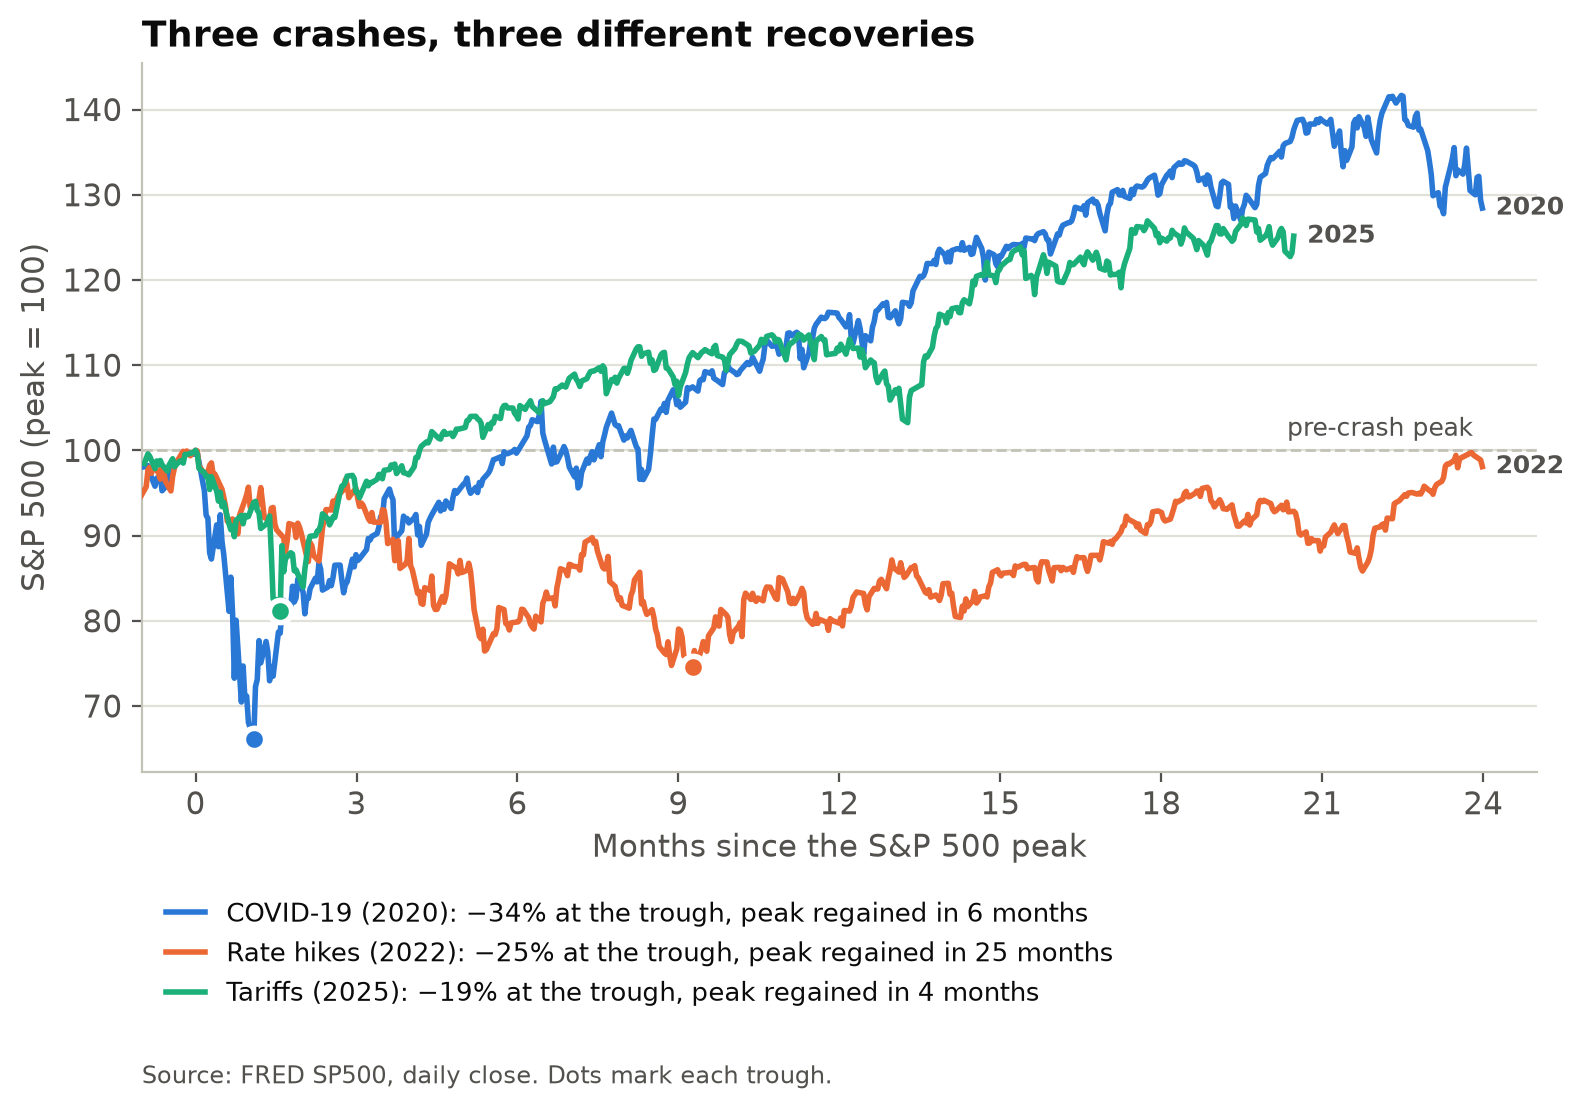 Three crashes, three different recoveries
S&P 500 (peak = 100)
140
130
120
110
100
90
80
70
2020
2025
pre-crash peak
2022
0 3 6 9 12 15 18 21 24
Months since the S&P 500 peak
COVID-19 (2020): −34% at the trough, peak regained in 6 months
Rate hikes (2022): −25% at the trough, peak regained in 25 months
Tariffs (2025): −19% at the trough, peak regained in 4 months
Source: FRED SP500, daily close. Dots mark each trough.